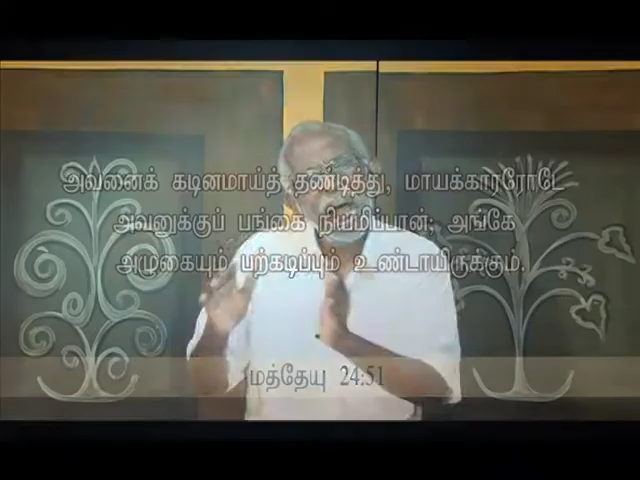 அவனைக் கடினமாய்த் தண்டித்து, மாயக்காரரோடே
அவனுக்குப் பங்கை நியமிப்பான்; அங்கே
அழுகையும் பற்கடிப்பும் உண்டாயிருக்கும்.
மத்தேயு 24:51